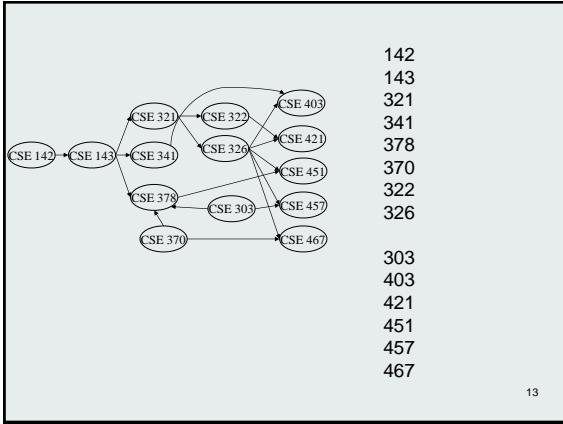 CSE 142
CSE 143
CSE 321
CSE 341
CSE 378
CSE 370
CSE 322
CSE 326
CSE 303
CSE 403
CSE 421
CSE 451
CSE 457
CSE 467
142
143
321
341
378
370
322
326
303
403
421
451
457
467
13